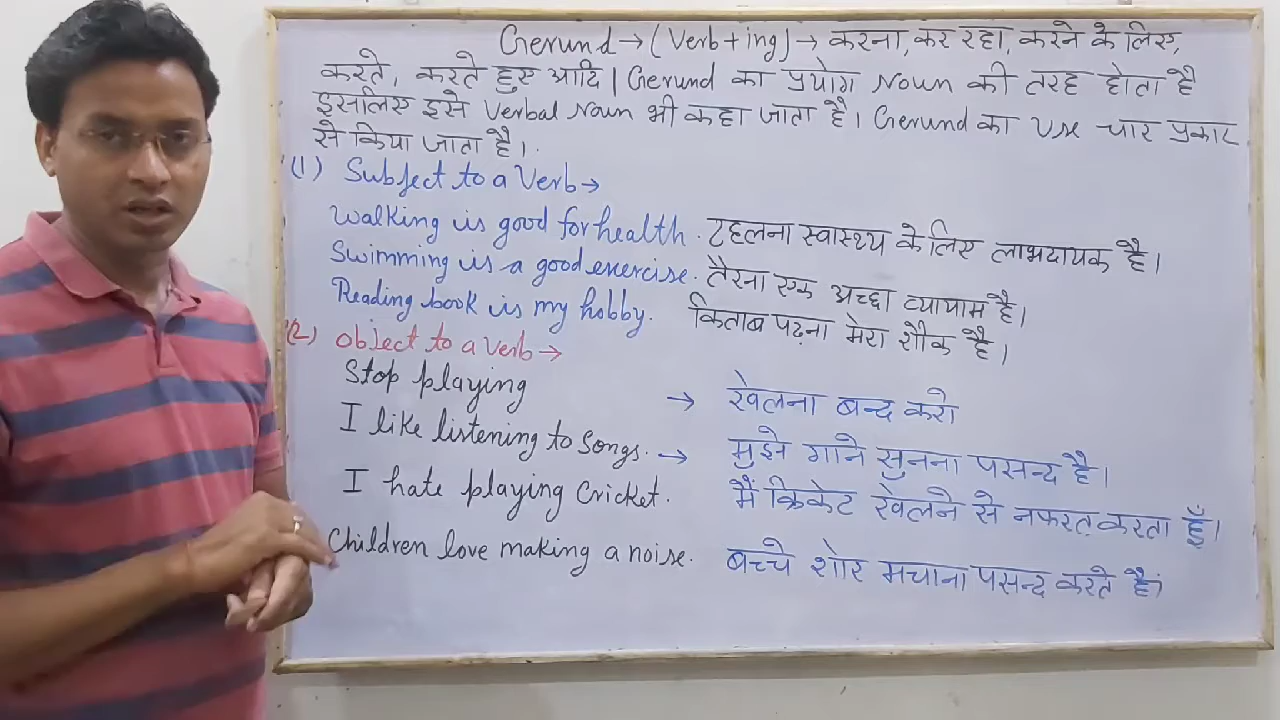 Gerund → (Verb + ing) → करना, कर रहा, करने के लिए,
करते, करते हुए आदि | Gerund का प्रयोग Noun की तरह होता है
इसलिए इसे Verbal Noun भी कहा जाता है। Gerund का Use चार प्रकार
से किया जाता है।
(1) Subject to a Verb →
Walking is good for health. टहलना स्वास्थ्य के लिए लाभदायक है।
Swimming is a good exercise. तैरना एक अच्छा व्यायाम है।
Reading book is my hobby. किताब पढ़ना मेरा शौक है।
(2) Object to a Verb →
Stop playing → खेलना बन्द करो
I like listening to songs. → मुझे गाने सुनना पसन्द है।
I hate playing Cricket. मैं क्रिकेट खेलने से नफरत करता हूँ।
Children love making a noise. बच्चे शोर मचाना पसन्द करते हैं।